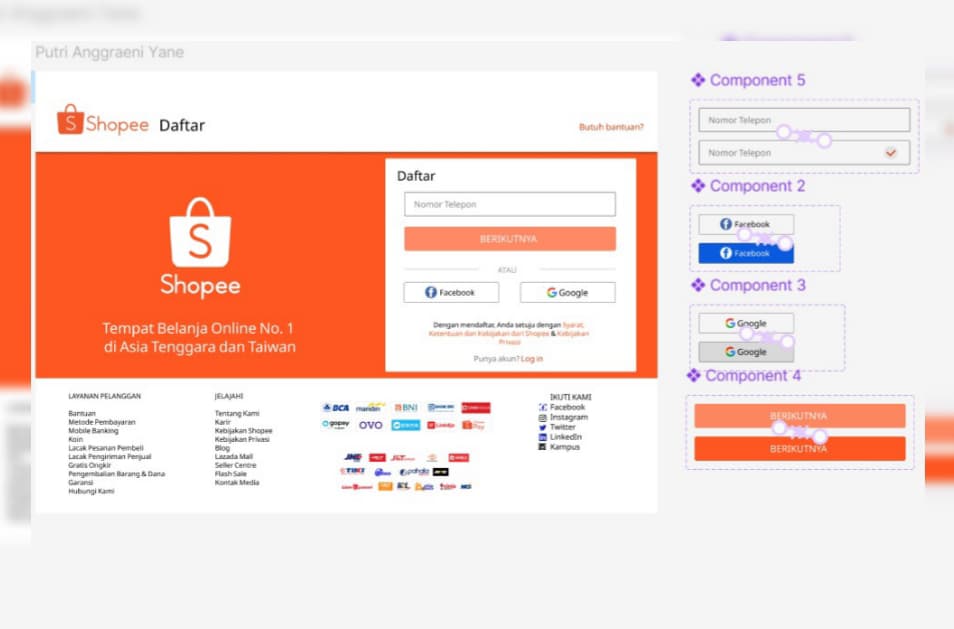 Putri Anggraeni Yane
Shopee Daftar
Butuh bantuan?
Shopee
Tempat Belanja Online No. 1
di Asia Tenggara dan Taiwan
Daftar
Nomor Telepon
BERIKUTNYA
ATAU
Facebook
Google
Dengan mendaftar, Anda setuju dengan Syarat,
Ketentuan dan Kebijakan dari Shopee & Kebijakan
Privasi
Punya akun? Log in
LAYANAN PELANGGAN
Bantuan
Metode Pembayaran
Mobile Banking
Koin
Lacak Pesanan Pembeli
Lacak Pengiriman Penjual
Gratis Ongkir
Pengembalian Barang & Dana
Garansi
Hubungi Kami
JELAJAHI
Tentang Kami
Karir
Kebijakan Shopee
Kebijakan Privasi
Blog
Lazada Mall
Seller Centre
Flash Sale
Kontak Media
BCA mandiri BNI
gopay OVO
JNE J&T
TIKI pahala
IKUTI KAMI
Facebook
Instagram
Twitter
LinkedIn
Kampus
Component 5
Nomor Telepon
Nomor Telepon
Component 2
Facebook
Facebook
Component 3
Google
Google
Component 4
BERIKUTNYA
BERIKUTNYA